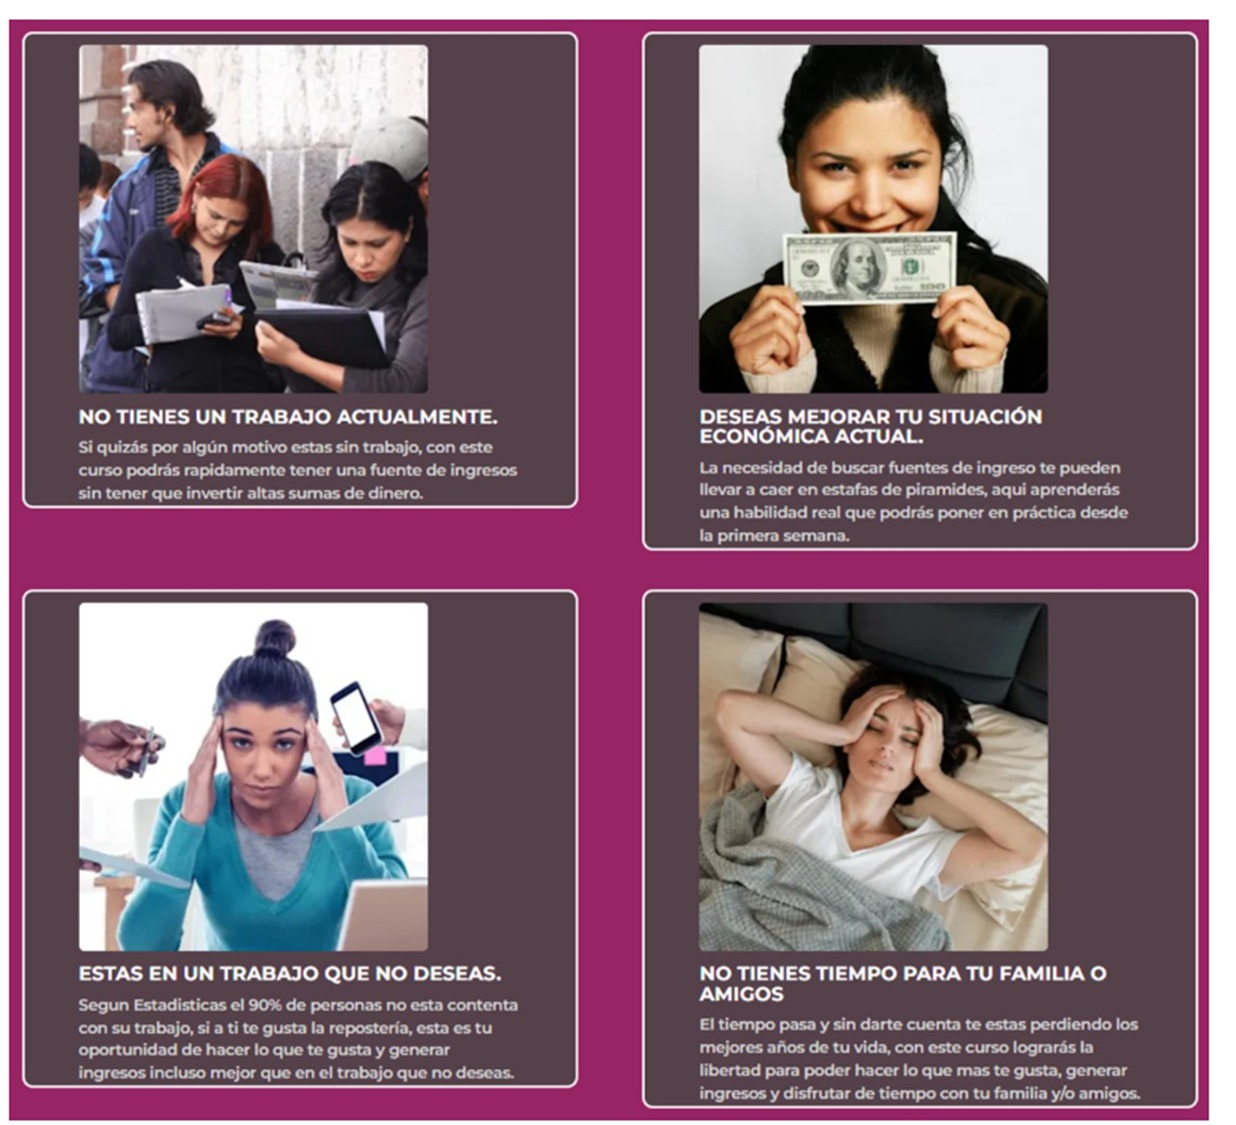 NO TIENES UN TRABAJO ACTUALMENTE.
Si quizás por algún motivo estas sin trabajo, con este
curso podrás rapidamente tener una fuente de ingresos
sin tener que invertir altas sumas de dinero.
DESEAS MEJORAR TU SITUACIÓN
ECONÓMICA ACTUAL.
La necesidad de buscar fuentes de ingreso te pueden
llevar a caer en estafas de piramides, aqui aprenderás
una habilidad real que podrás poner en práctica desde
la primera semana.
ESTAS EN UN TRABAJO QUE NO DESEAS.
Segun Estadisticas el 90% de personas no esta contenta
con su trabajo, si a ti te gusta la repostería, esta es tu
oportunidad de hacer lo que te gusta y generar
ingresos incluso mejor que en el trabajo que no deseas.
NO TIENES TIEMPO PARA TU FAMILIA O
AMIGOS
El tiempo pasa y sin darte cuenta te estas perdiendo los
mejores años de tu vida, con este curso lograrás la
libertad para poder hacer lo que mas te gusta, generar
ingresos y disfrutar de tiempo con tu familia y/o amigos.